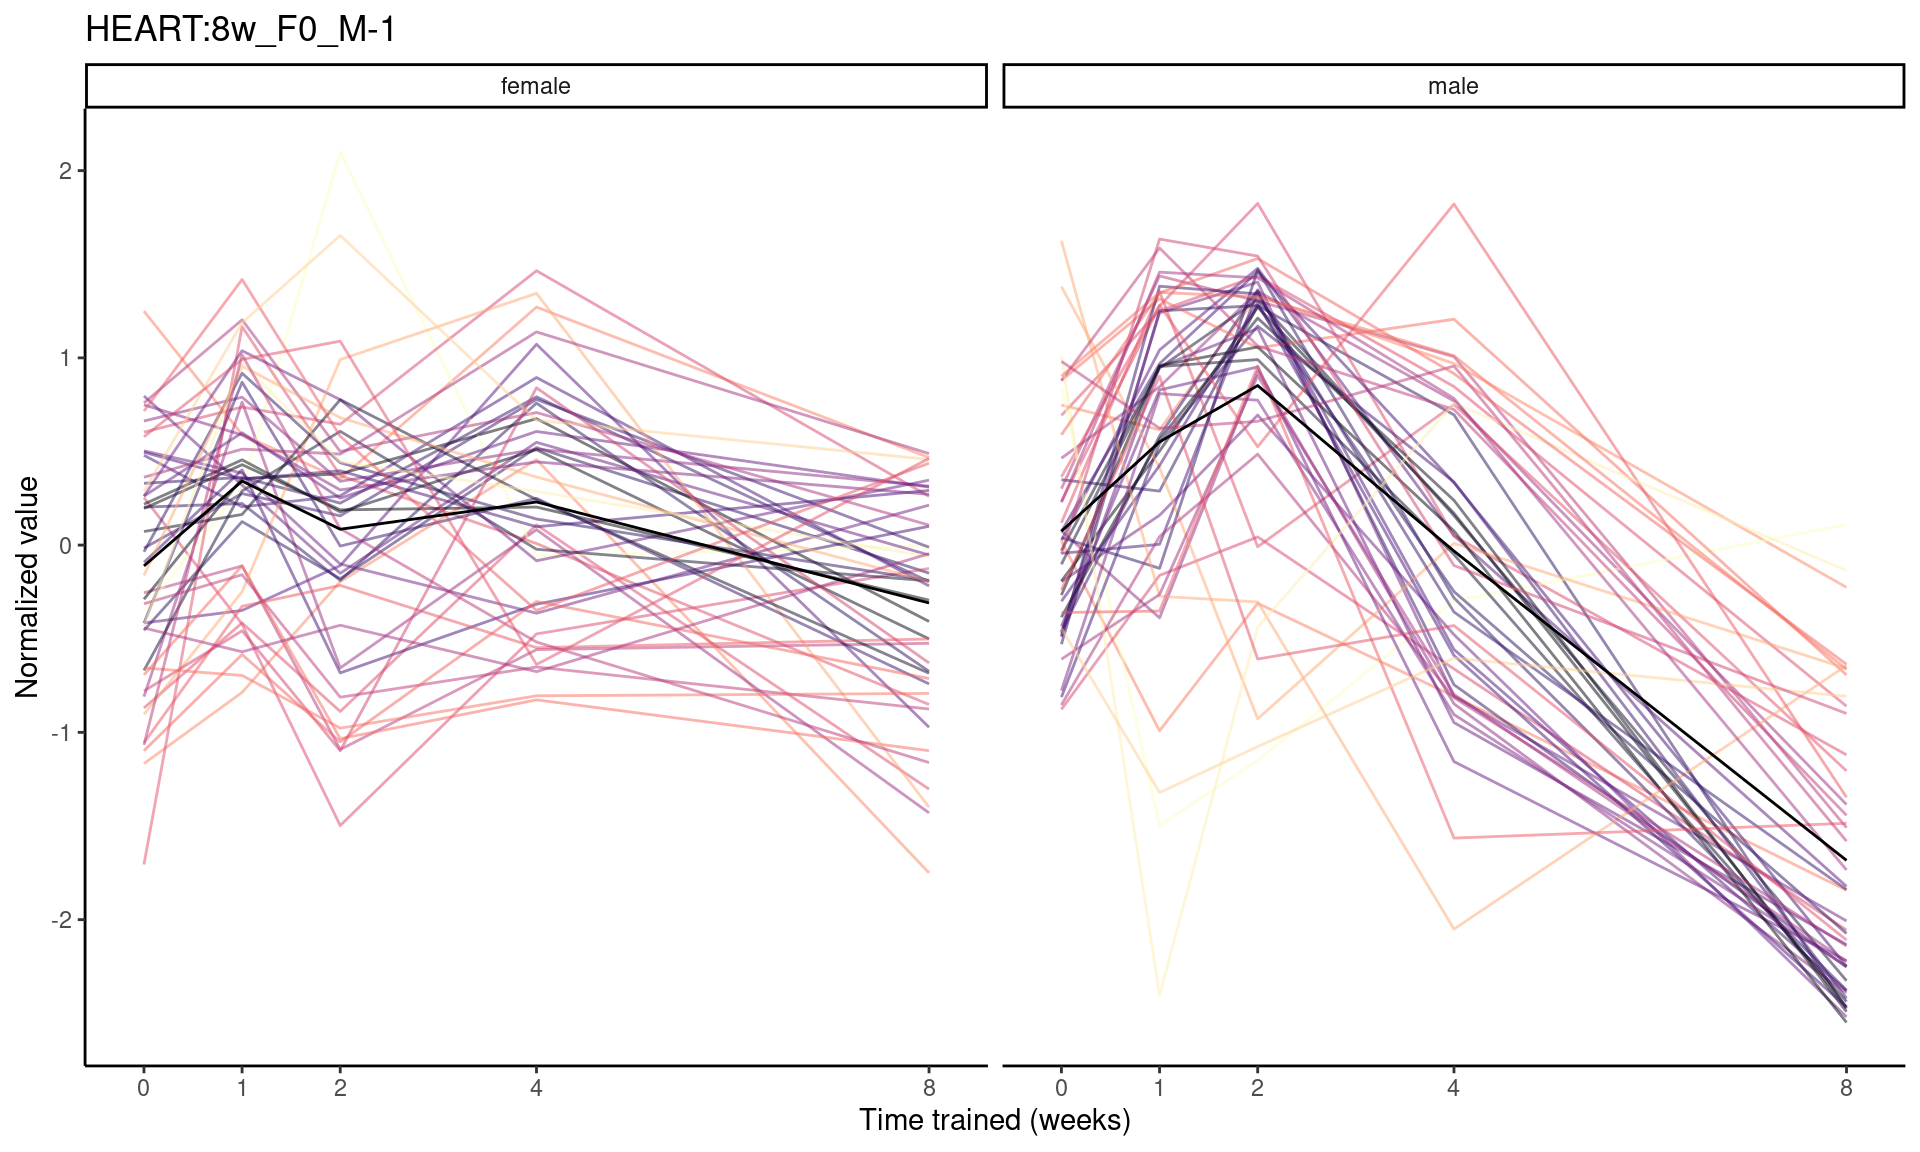 HEART:8w_F0_M-1
female
male
Normalized value
2
1
0
-1
-2
0 1 2 4 8
0 1 2 4 8
Time trained (weeks)